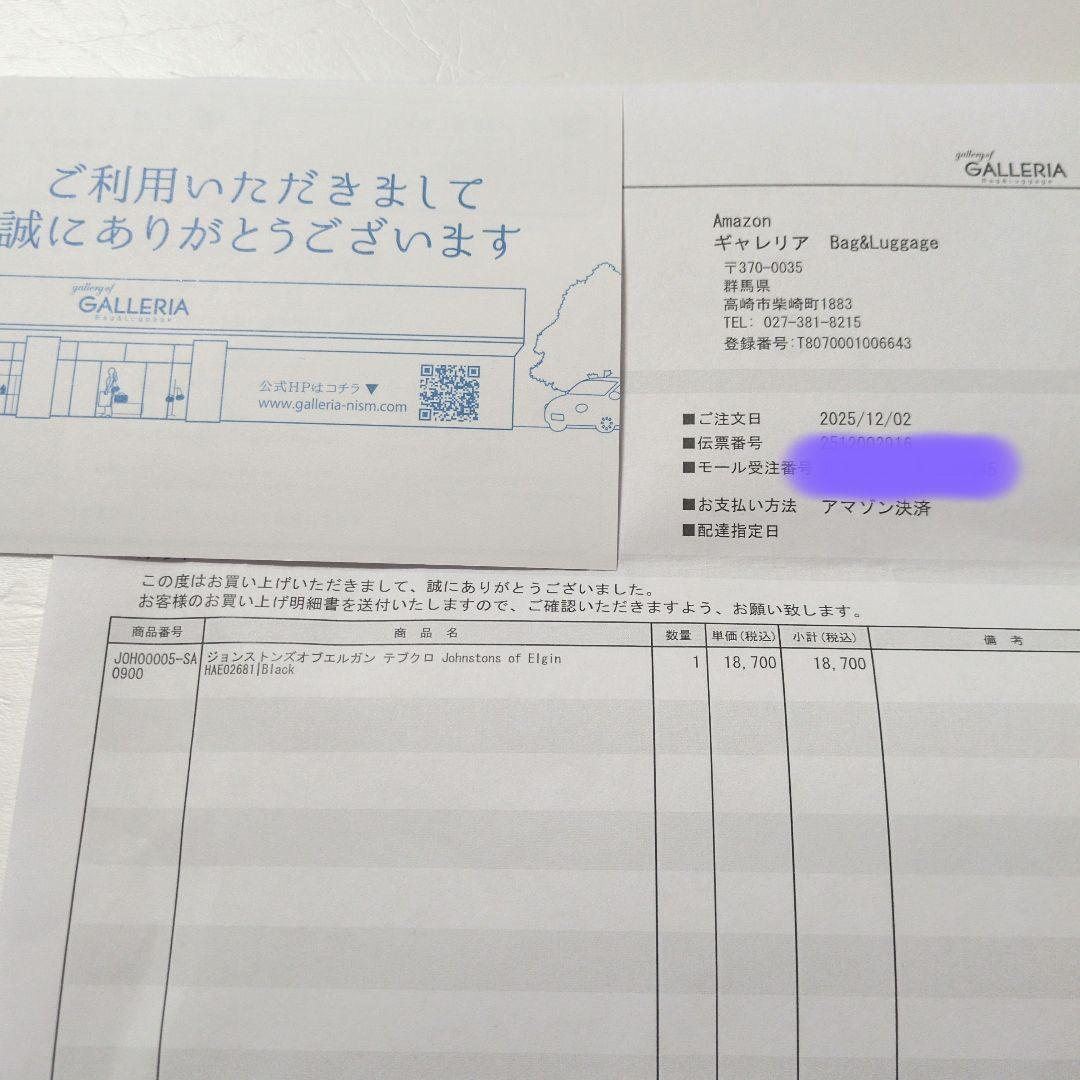 ご利用いただきまして
誠にありがとうございます
gallery of
GALLERIA
Bag&Luggage
公式HPはコチラ▼
www.galleria-nism.com
gallery of
GALLERIA
Bag&Luggage
Amazon
ギャレリア Bag&Luggage
〒370-0035
群馬県
高崎市柴崎町1883
TEL: 027-381-8215
登録番号:T8070001006643
■ご注文日 2025/12/02
■伝票番号
■モール受注番号
■お支払い方法 アマゾン決済
■配達指定日
この度はお買い上げいただきまして、誠にありがとうございました。
お客様のお買い上げ明細書を送付いたしますので、ご確認いただきますよう、お願い致します。
商品番号 商品名 数量 単価(税込) 小計(税込) 備考
JOH00005-SA ジョンストンズオブエルガン テブクロ Johnstons of Elgin 1 18,700 18,700
0900 HAE02681|Black